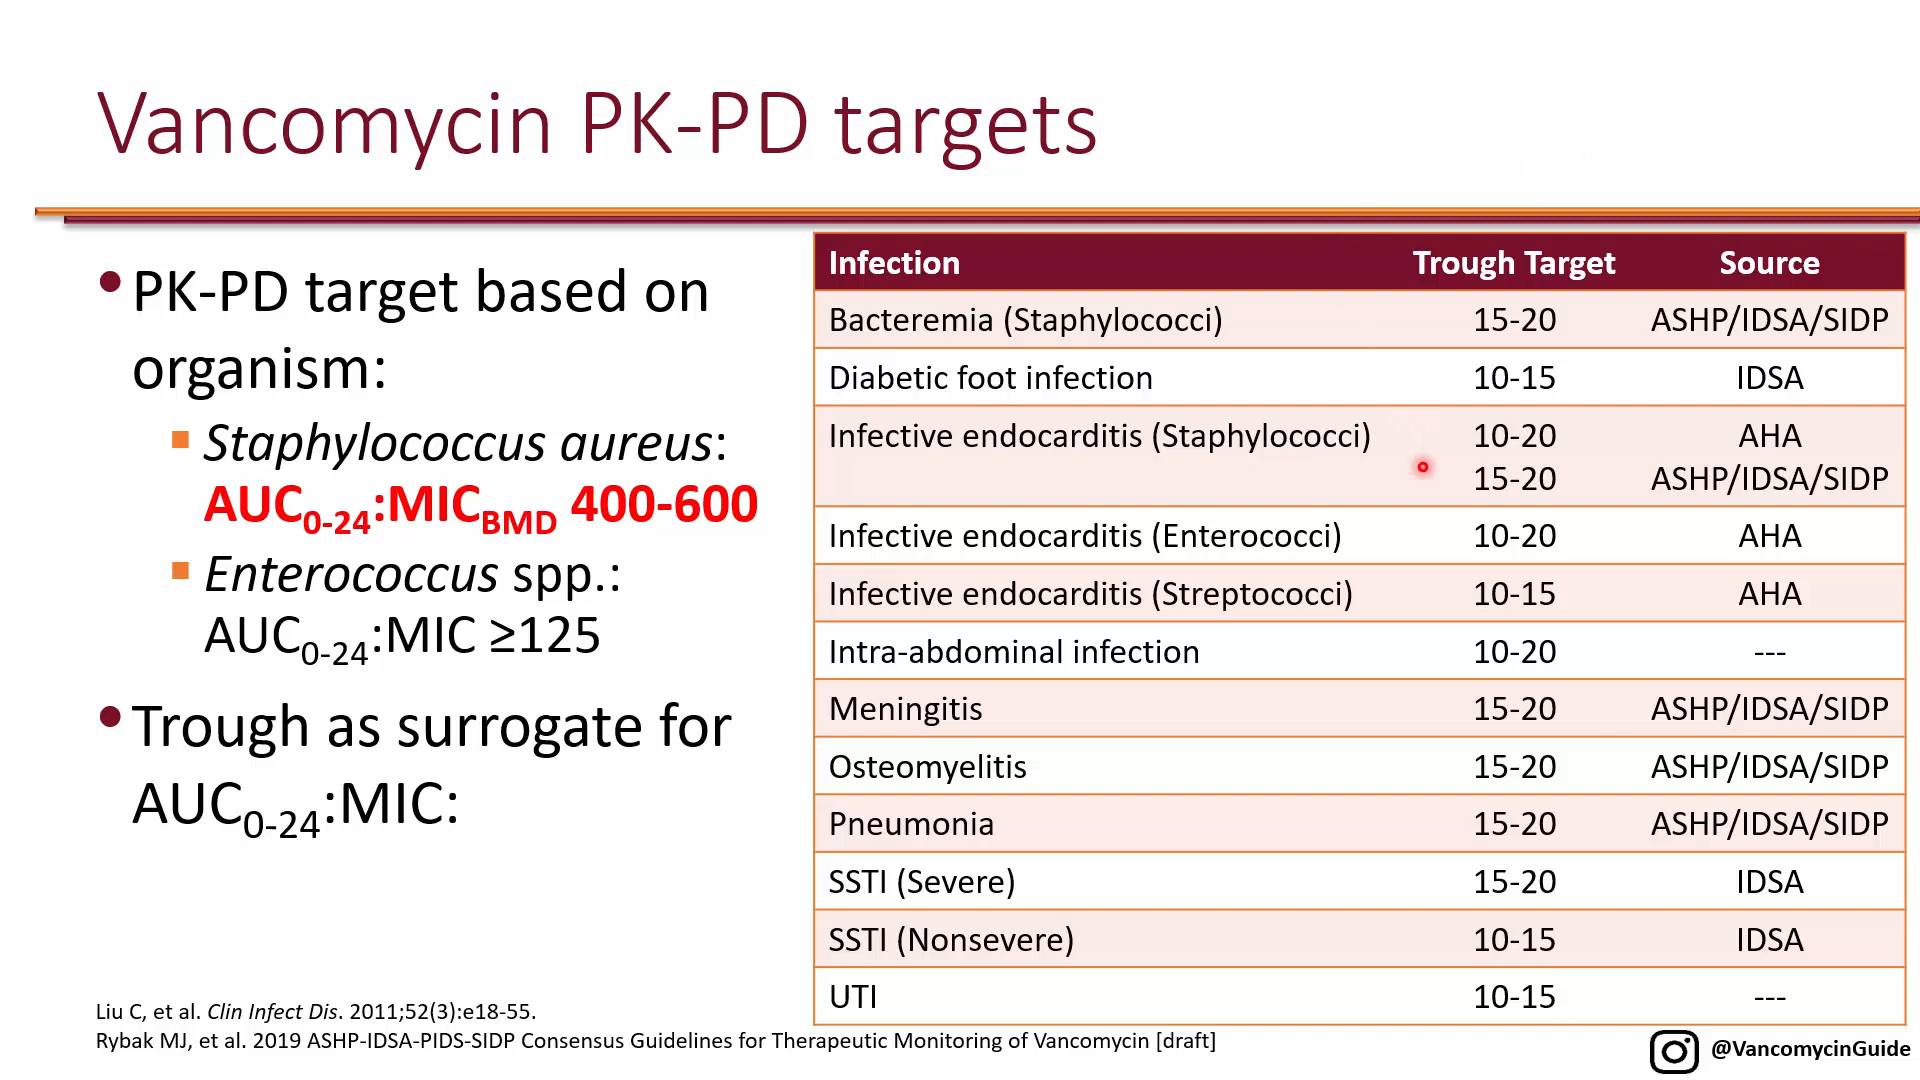 Vancomycin PK-PD targets
•PK-PD target based on
organism:
▪ Staphylococcus aureus:
AUC0-24:MICBMD 400-600
▪ Enterococcus spp.:
AUC0-24:MIC ≥125
•Trough as surrogate for
AUC0-24:MIC:
Infection Trough Target Source
Bacteremia (Staphylococci) 15-20 ASHP/IDSA/SIDP
Diabetic foot infection 10-15 IDSA
Infective endocarditis (Staphylococci) 10-20 AHA
15-20 ASHP/IDSA/SIDP
Infective endocarditis (Enterococci) 10-20 AHA
Infective endocarditis (Streptococci) 10-15 AHA
Intra-abdominal infection 10-20 ---
Meningitis 15-20 ASHP/IDSA/SIDP
Osteomyelitis 15-20 ASHP/IDSA/SIDP
Pneumonia 15-20 ASHP/IDSA/SIDP
SSTI (Severe) 15-20 IDSA
SSTI (Nonsevere) 10-15 IDSA
UTI 10-15 ---
Liu C, et al. Clin Infect Dis. 2011;52(3):e18-55.
Rybak MJ, et al. 2019 ASHP-IDSA-PIDS-SIDP Consensus Guidelines for Therapeutic Monitoring of Vancomycin [draft]
@VancomycinGuide